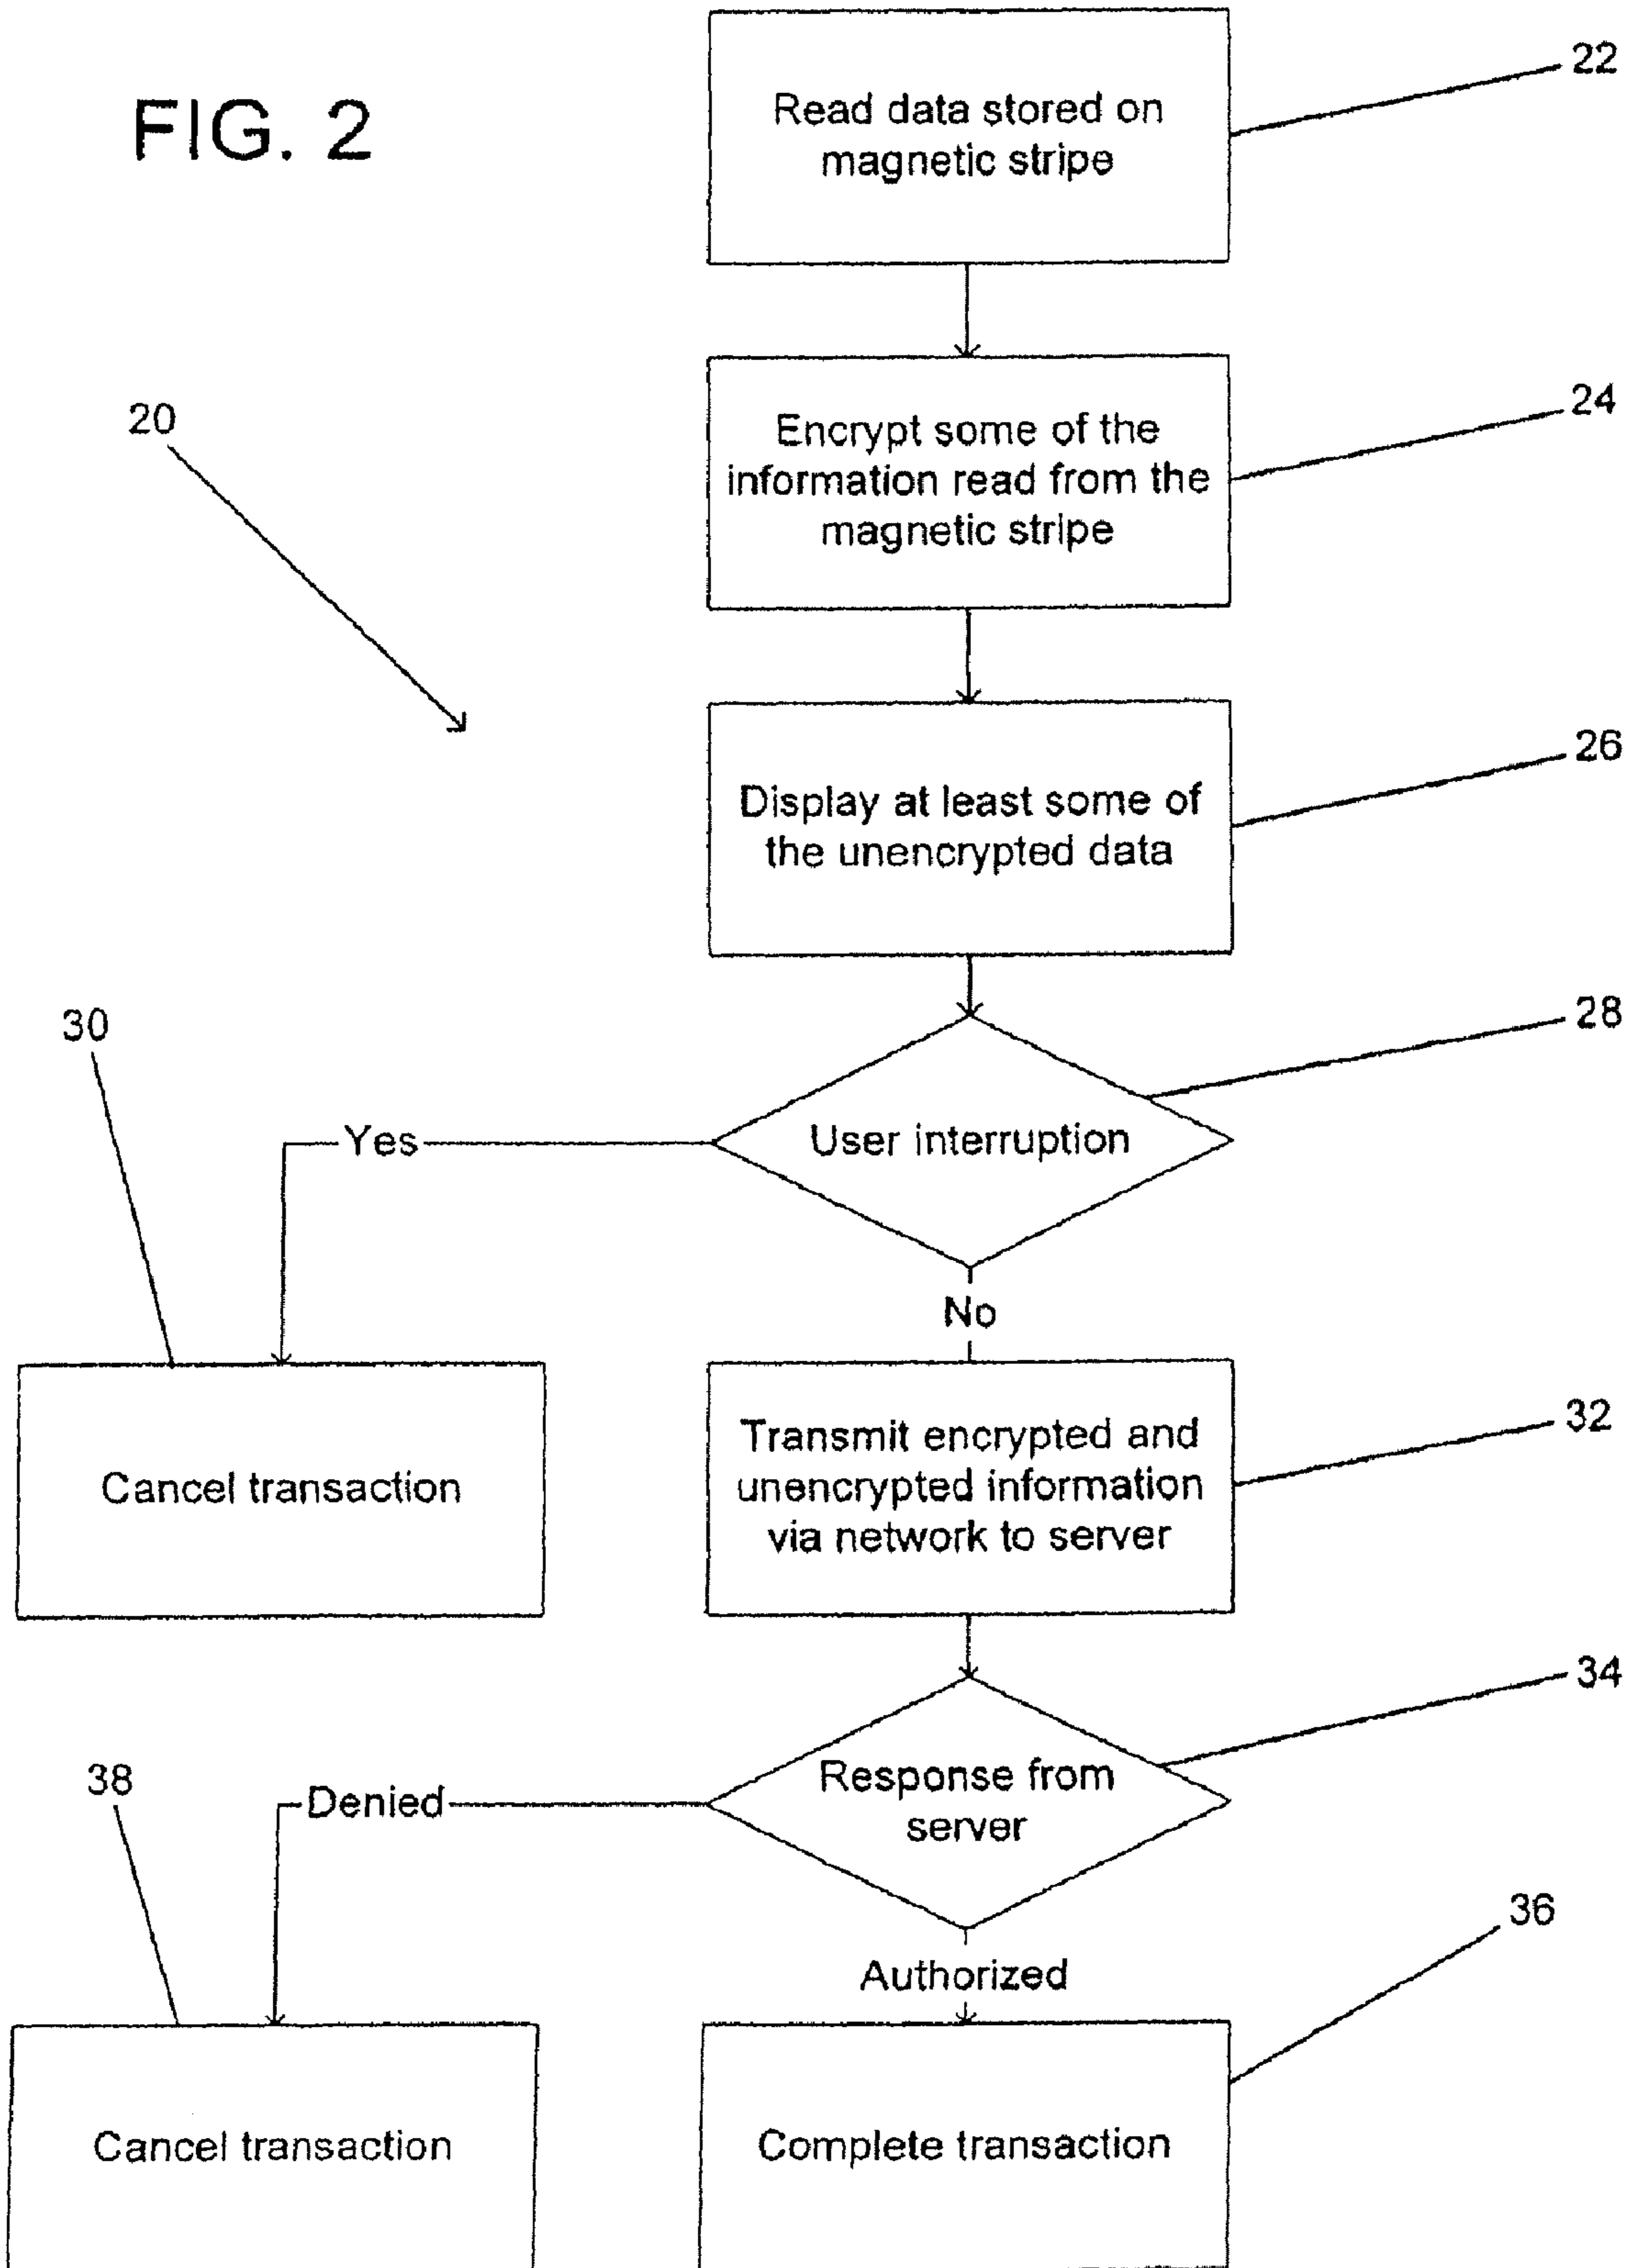 FIG. 2
22
Read data stored on
magnetic stripe
20
24
Encrypt some of the
information read from the
magnetic stripe
26
Display at least some of
the unencrypted data
28
30
User interruption
Yes
No
32
Cancel transaction
Transmit encrypted and
unencrypted information
via network to server
34
38
Response from
server
Denied
36
Authorized
Cancel transaction
Complete transaction